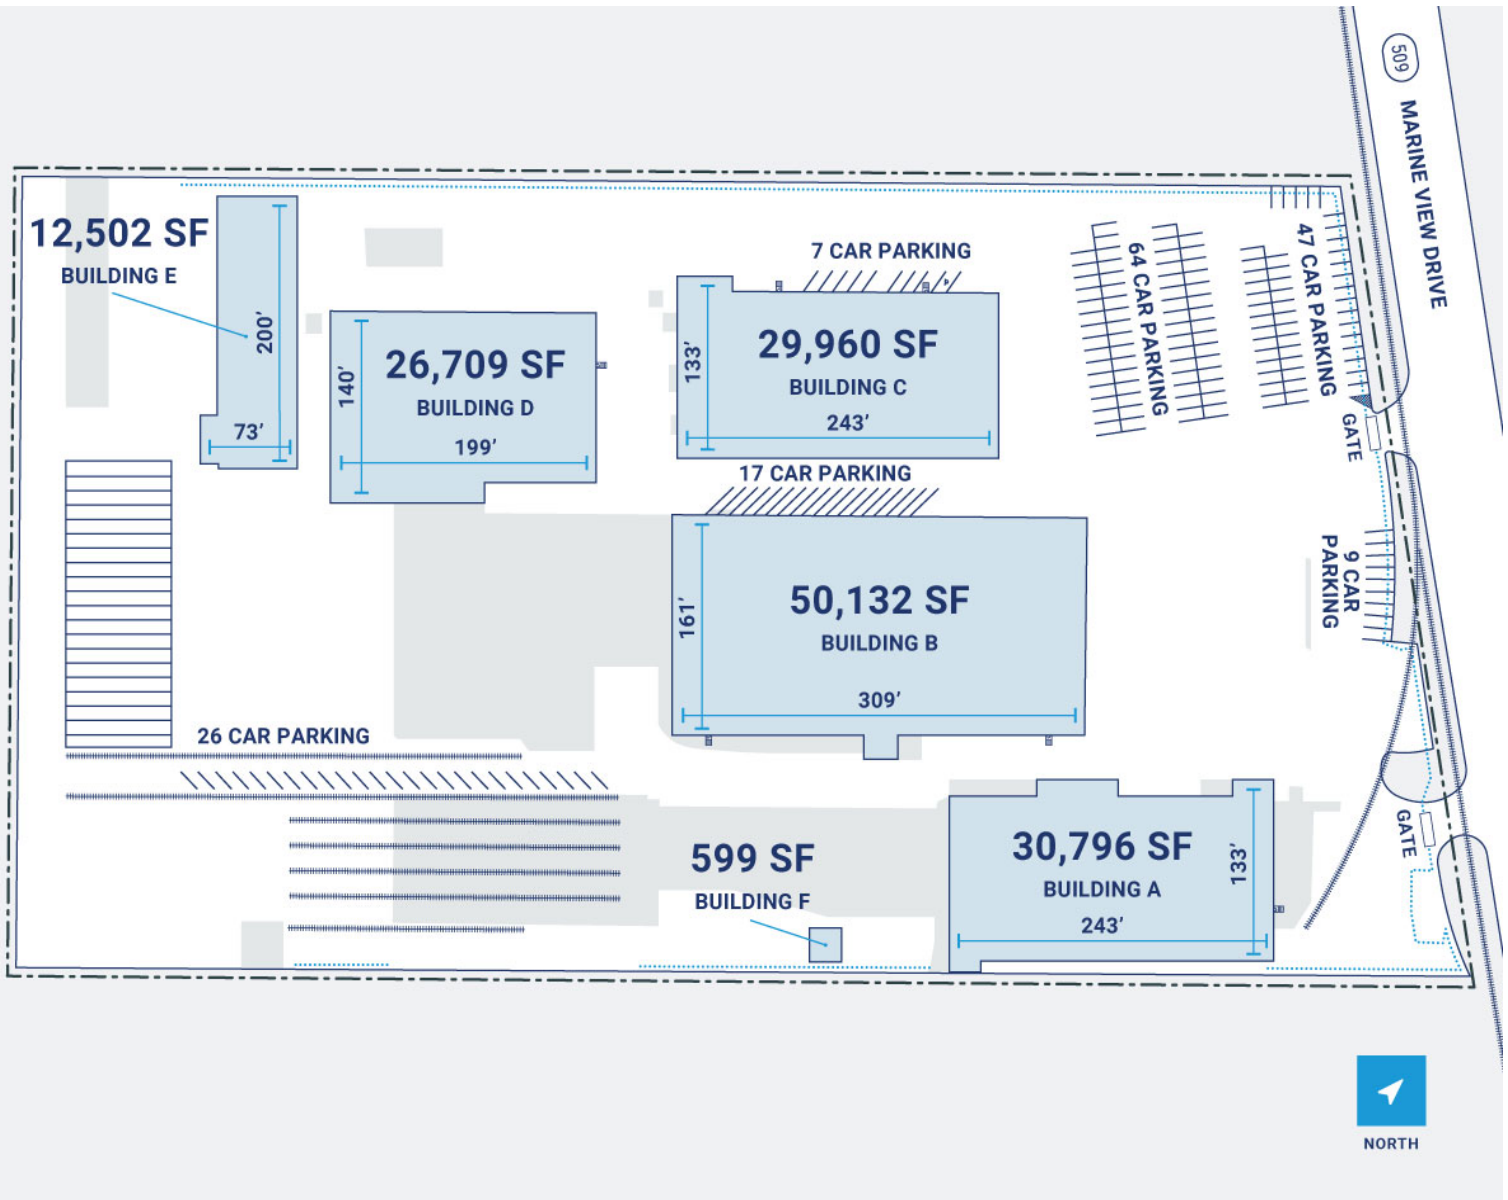 509
MARINE VIEW DRIVE
12,502 SF
BUILDING E
200’
73’
26,709 SF
BUILDING D
140’
199’
7 CAR PARKING
29,960 SF
BUILDING C
133’
243’
64 CAR PARKING
47 CAR PARKING
GATE
17 CAR PARKING
50,132 SF
BUILDING B
161’
309’
9 CAR
PARKING
26 CAR PARKING
599 SF
BUILDING F
30,796 SF
BUILDING A
133’
243’
GATE
NORTH